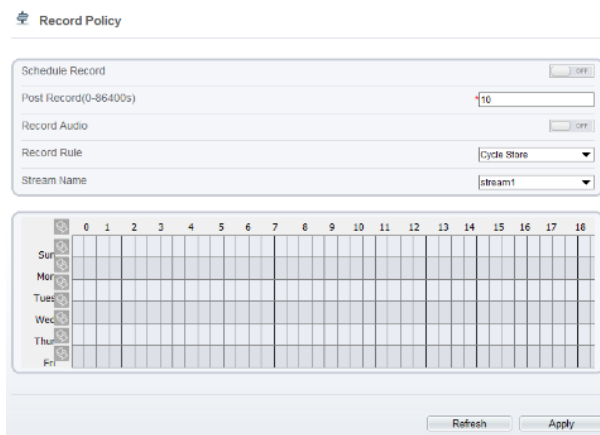 Record Policy
Schedule Record OFF
Post Record(0-86400s) *10
Record Audio OFF
Record Rule Cycle Store
Stream Name stream1
0 1 2 3 4 5 6 7 8 9 10 11 12 13 14 15 16 17 18
Sun
Mon
Tues
Wed
Thur
Fri
Refresh Apply